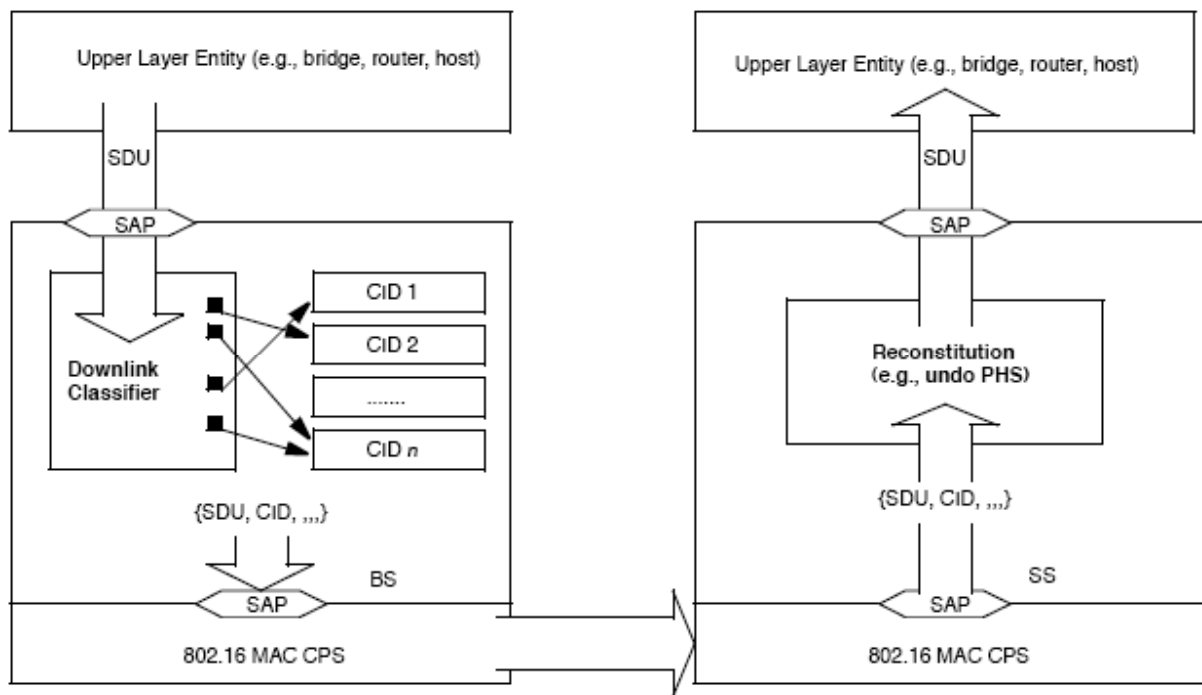 Upper Layer Entity (e.g., bridge, router, host)
SDU
SAP
Downlink
Classifier
CID 1
CID 2
.......
CID n
{SDU, CID, ,,,}
BS
SAP
802.16 MAC CPS
Upper Layer Entity (e.g., bridge, router, host)
SDU
SAP
Reconstitution
(e.g., undo PHS)
{SDU, CID, ,,,}
SS
SAP
802.16 MAC CPS